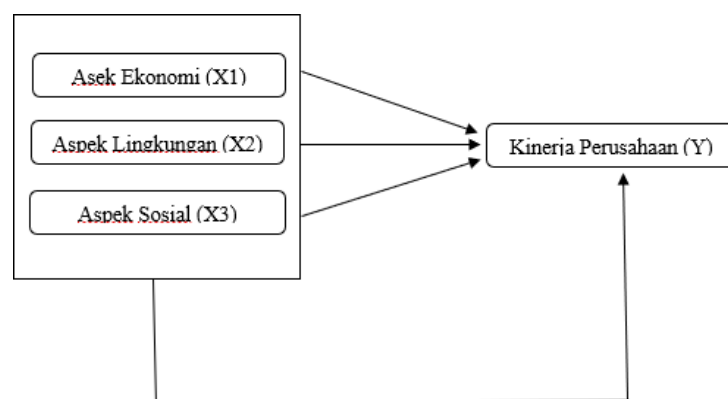 Asek Ekonomi (X1)
Aspek Lingkungan (X2)
Aspek Sosial (X3)
Kinerja Perusahaan (Y)